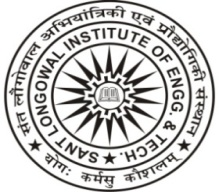 संत लौंगोवाल अभियांत्रिकी एवं प्रौद्योगिकी संस्थान
SANT LONGOWAL INSTITUTE OF ENGG. & TECH.
योगः कर्मसु कौशलम्